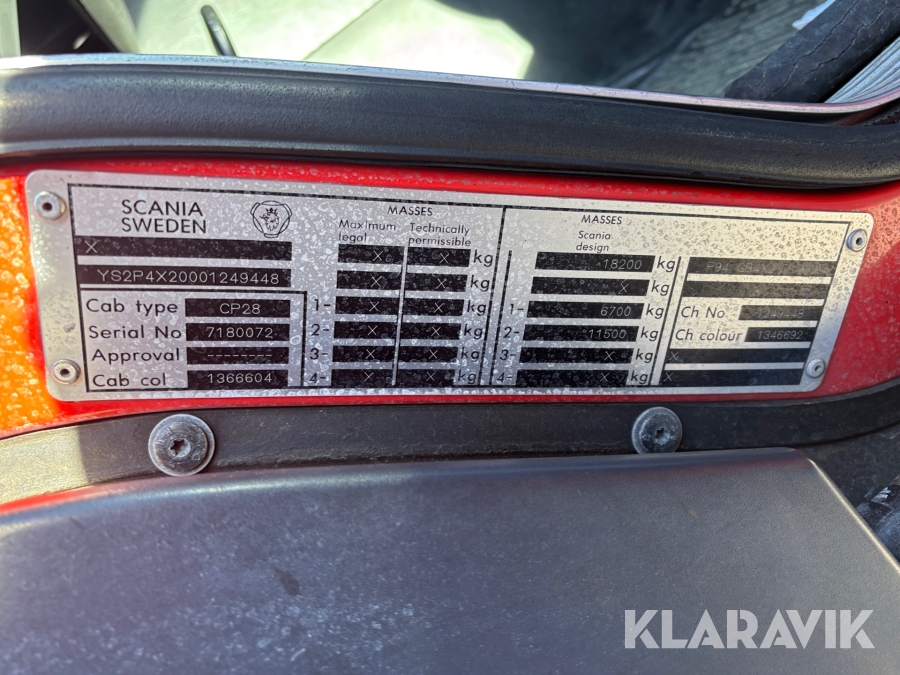 SCANIA
SWEDEN
X
YS2P4X20001249448
Cab type CP28
Serial No 7180072
Approval ---------
Cab col 1366604
MASSES
Maximum legal Technically permissible
X X kg
X X kg
1- X X kg
2- X X kg
3- X X kg
4- X X kg
MASSES
Scania design
18200 kg
X kg
1- 6700 kg
2- 11500 kg
3- X kg
4- X kg
P94
Ch No. 1249448
Ch colour 1346692
X
X
KLARAVIK